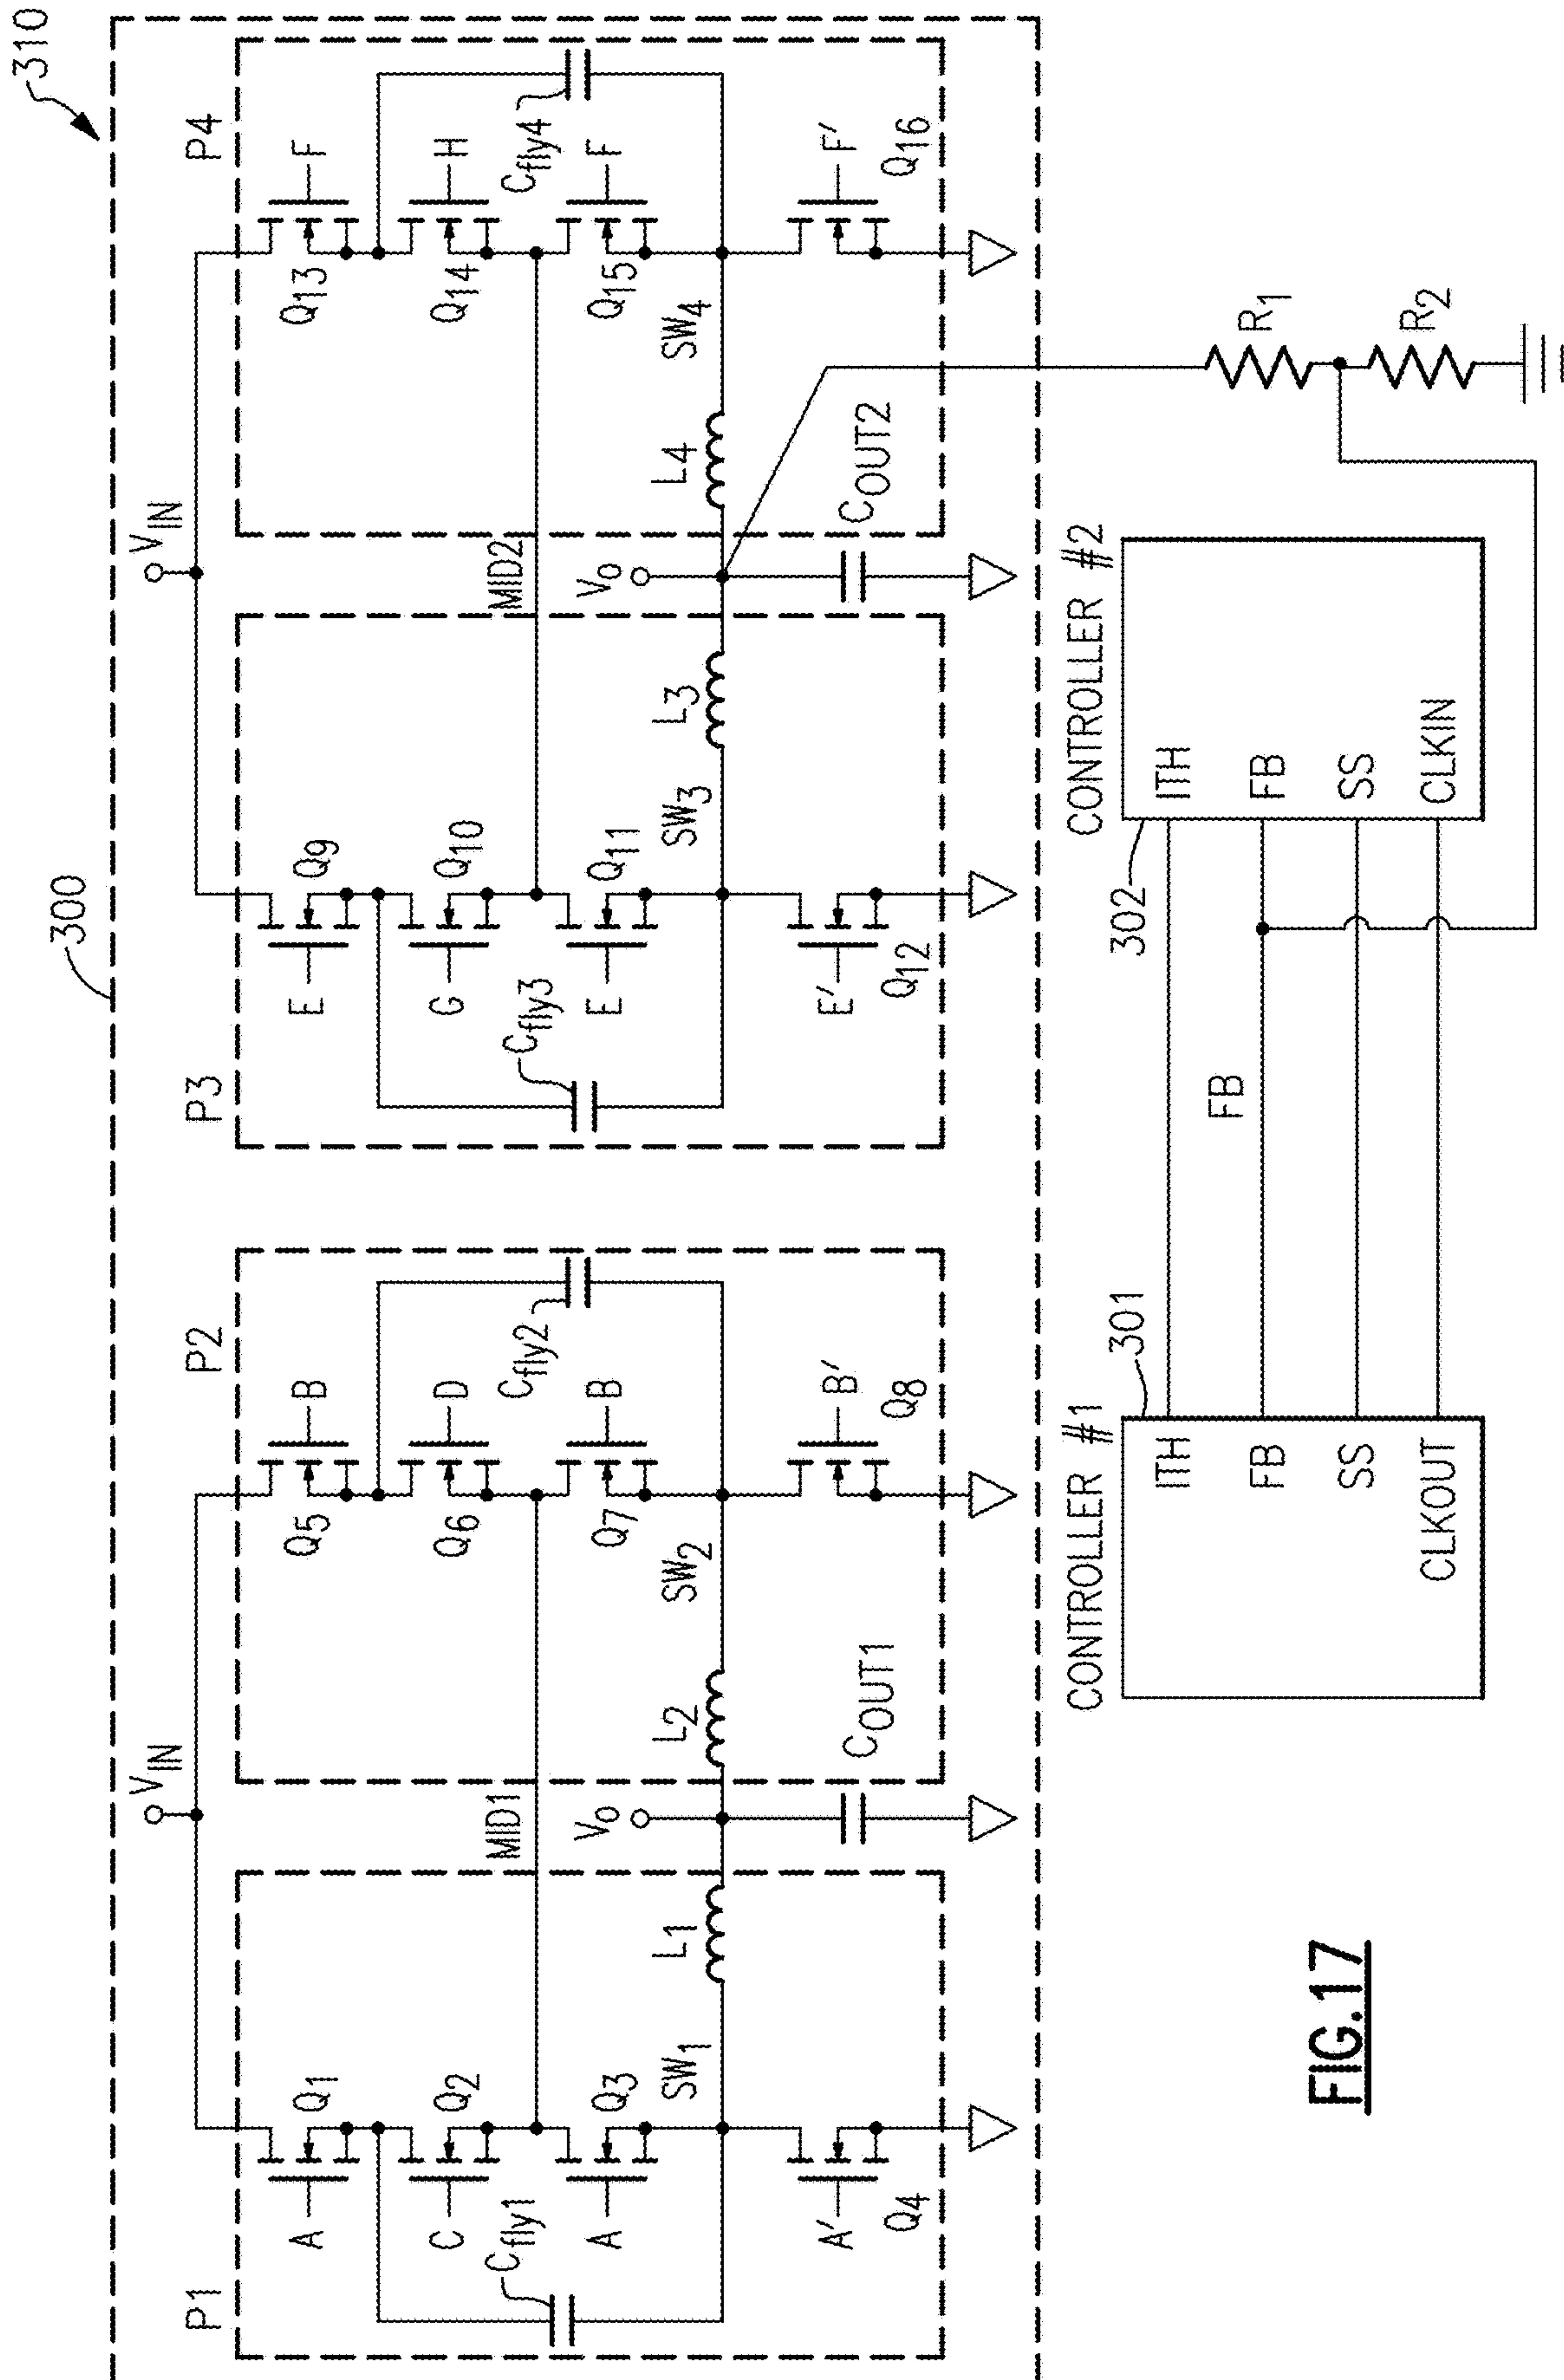 310
300
P1
P2
P3
P4
VIN
VIN
A
Q1
C
Q2
A
Q3
A′
Q4
Cfly1
SW1
L1
MID1
Vo
COUT1
L2
SW2
Q5
B
Q6
D
Q7
B
B′
Q8
Cfly2
E
Q9
G
Q10
E
Q11
E′
Q12
Cfly3
SW3
L3
MID2
Vo
COUT2
L4
SW4
Q13
F
Q14
H
Q15
F
F′
Q16
Cfly4
CONTROLLER #1
301
ITH
FB
SS
CLKOUT
FB
CONTROLLER #2
302
ITH
FB
SS
CLKIN
R1
R2
FIG.17